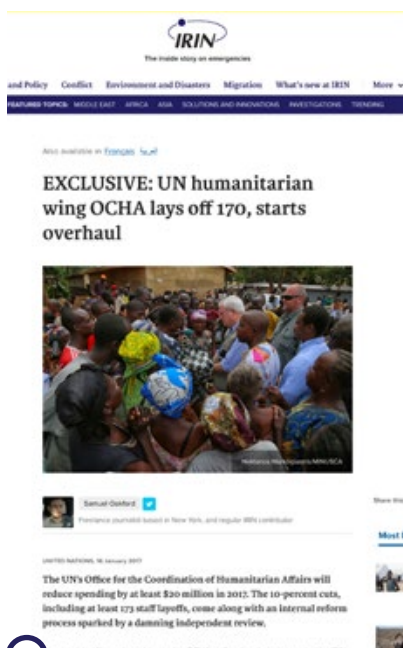 IRIN
The inside story on emergencies
and Policy Conflict Environment and Disasters Migration What's new at IRIN More
FEATURED TOPICS: MIDDLE EAST AFRICA ASIA SOLUTIONS AND INNOVATIONS INVESTIGATIONS TRENDING
Also available in Français العربية
EXCLUSIVE: UN humanitarian
wing OCHA lays off 170, starts
overhaul
Samuel Oakford
Freelance journalist based in New York, and regular IRIN contributor
Share this
Most
UNITED NATIONS, January 2017
The UN's Office for the Coordination of Humanitarian Affairs will
reduce spending by at least $20 million in 2017. The 10-percent cuts,
including at least 173 staff layoffs, come along with an internal reform
process sparked by a damning independent review.